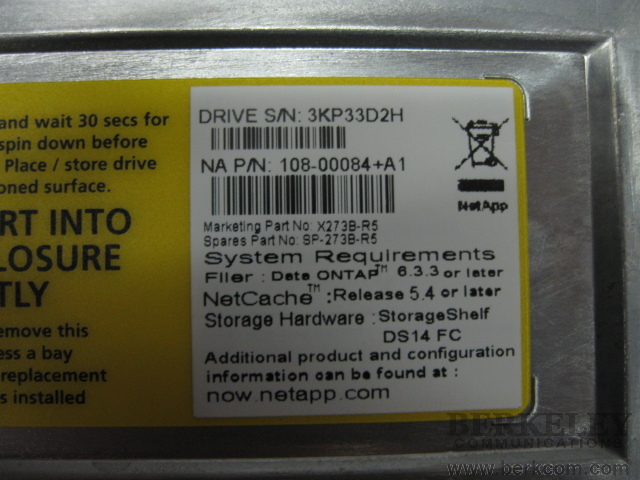 and wait 30 secs for
spin down before
Place / store drive
oned surface.
RT INTO
LOSURE
TLY
emove this
ess a bay
replacement
s installed
DRIVE S/N: 3KP33D2H
NA P/N: 108-00084+A1
NetApp
Marketing Part No: X273B-R5
Spares Part No: SP-273B-R5
System Requirements
Filer : Data ONTAP™ 6.3.3 or later
NetCache™ :Release 5.4 or later
Storage Hardware : StorageShelf
DS14 FC
Additional product and configuration
information can be found at :
now.netapp.com
BERKELEY
COMMUNICATIONS
www.berkcom.com